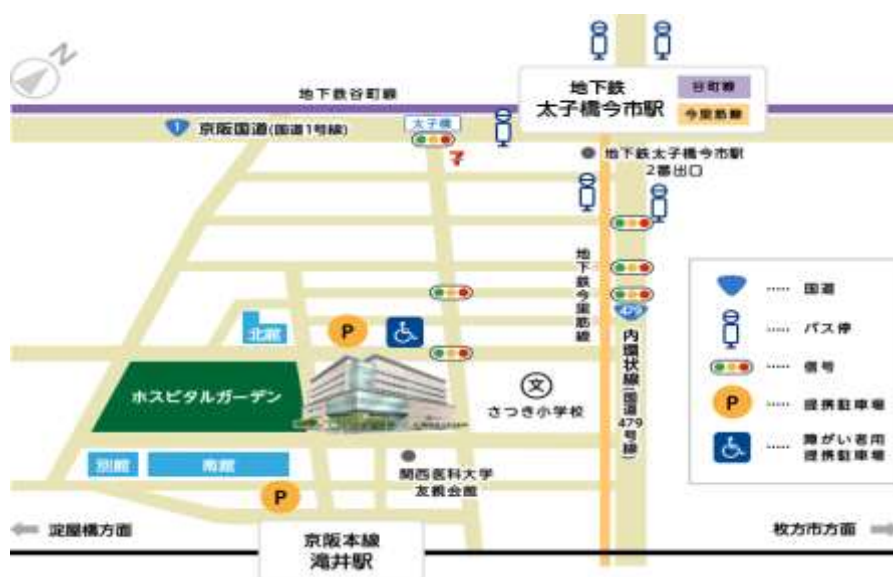 N
地下鉄谷町線
地下鉄
太子橋今市駅
谷町線
今里筋線
1
京阪国道(国道1号線)
太子橋
7
地下鉄太子橋今市駅
2番出口
地下鉄今里筋線
479
内環状線(国道479号線)
北館
P
ホスピタルガーデン
文
さつき小学校
別館
南館
関西医科大学
友親会館
P
淀屋橋方面
京阪本線
滝井駅
枚方市方面
..... 国道
..... バス停
..... 信号
P ..... 提携駐車場
..... 障がい者用
提携駐車場